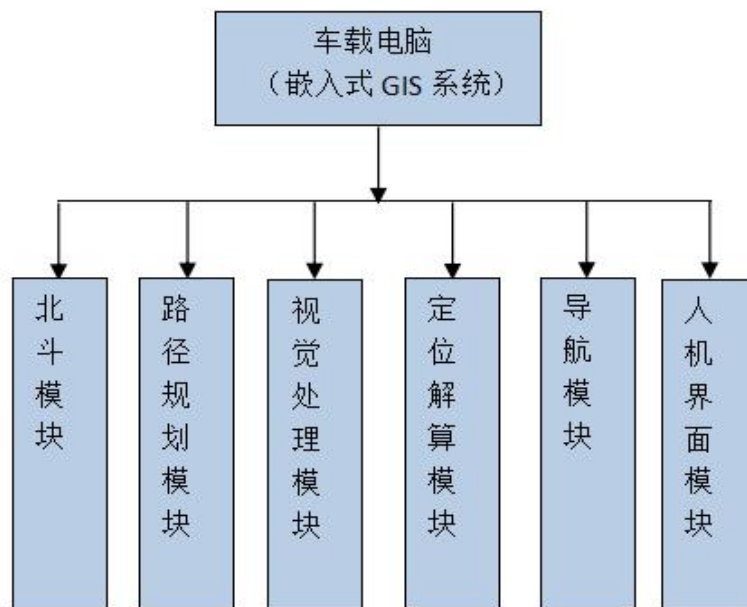 车载电脑
（嵌入式 GIS 系统）
北斗模块
路径规划模块
视觉处理模块
定位解算模块
导航模块
人机界面模块